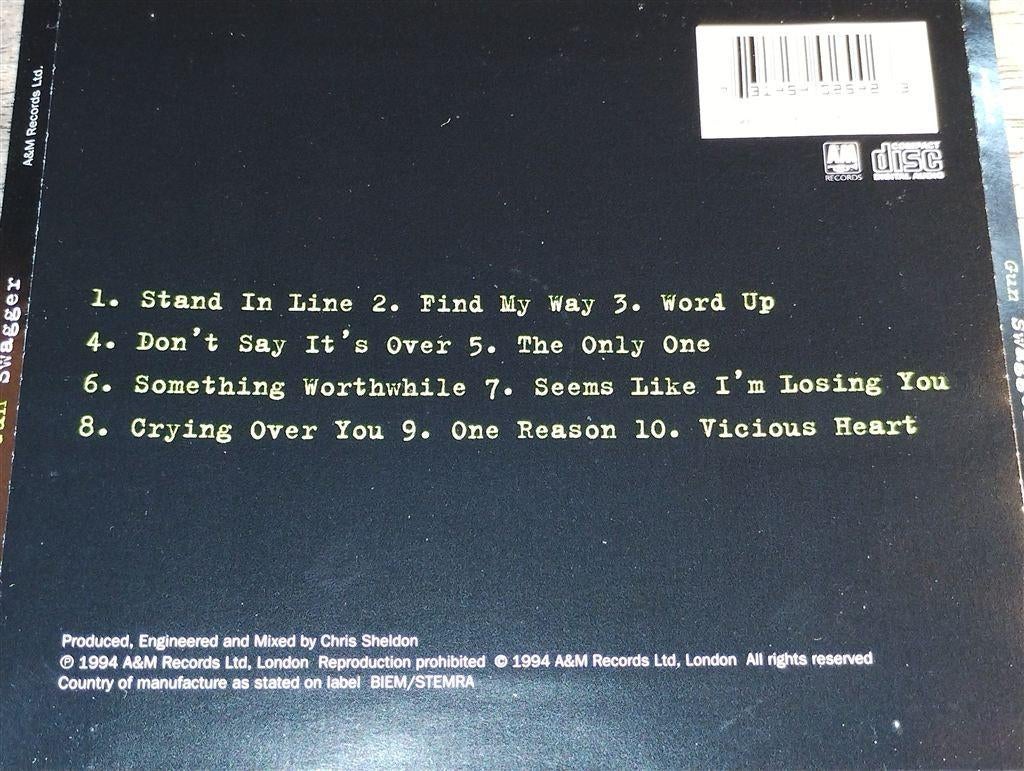 A&M Records Ltd.
Swagger
A&M
RECORDS
COMPACT
disc
DIGITAL AUDIO
Gun
1. Stand In Line 2. Find My Way 3. Word Up
4. Don't Say It's Over 5. The Only One
6. Something Worthwhile 7. Seems Like I'm Losing You
8. Crying Over You 9. One Reason 10. Vicious Heart
Produced, Engineered and Mixed by Chris Sheldon
℗ 1994 A&M Records Ltd, London Reproduction prohibited © 1994 A&M Records Ltd, London All rights reserved
Country of manufacture as stated on label BIEM/STEMRA